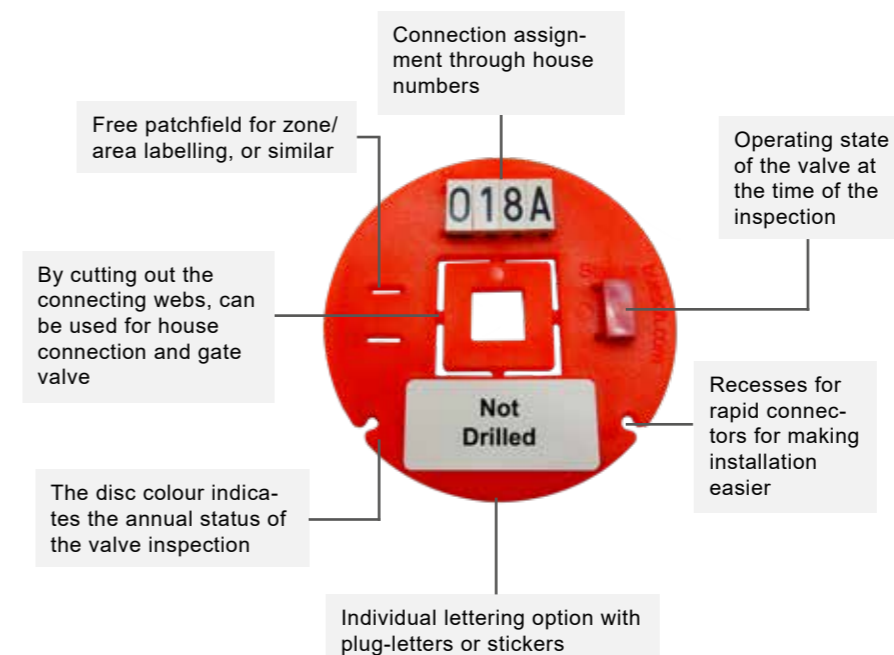 Connection assign-
ment through house
numbers
Free patchfield for zone/
area labelling, or similar
Operating state
of the valve at
the time of the
inspection
018A
By cutting out the
connecting webs, can
be used for house
connection and gate
valve
Not
Drilled
Recesses for
rapid connec-
tors for making
installation
easier
The disc colour indica-
tes the annual status of
the valve inspection
Individual lettering option with
plug-letters or stickers